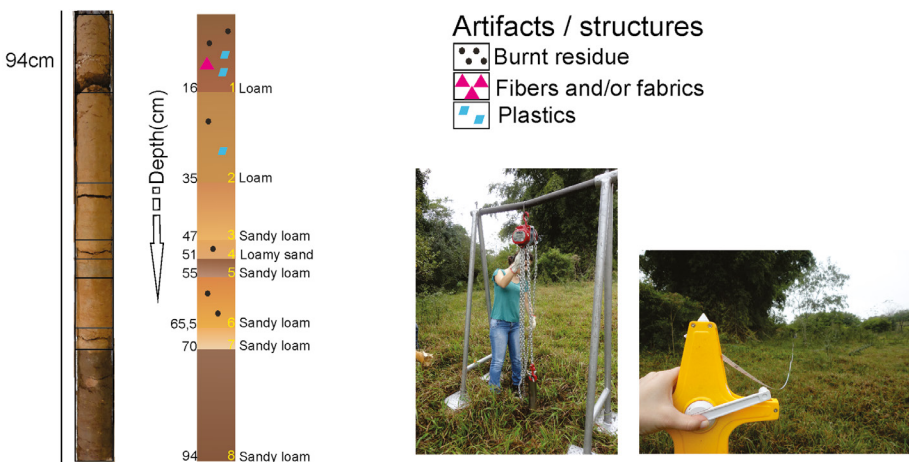 94cm
Depth(cm)
16 1 Loam
35 2 Loam
47 3 Sandy loam
51 4 Loamy sand
55 5 Sandy loam
65,5 6 Sandy loam
70 7 Sandy loam
94 8 Sandy loam
Artifacts / structures
Burnt residue
Fibers and/or fabrics
Plastics